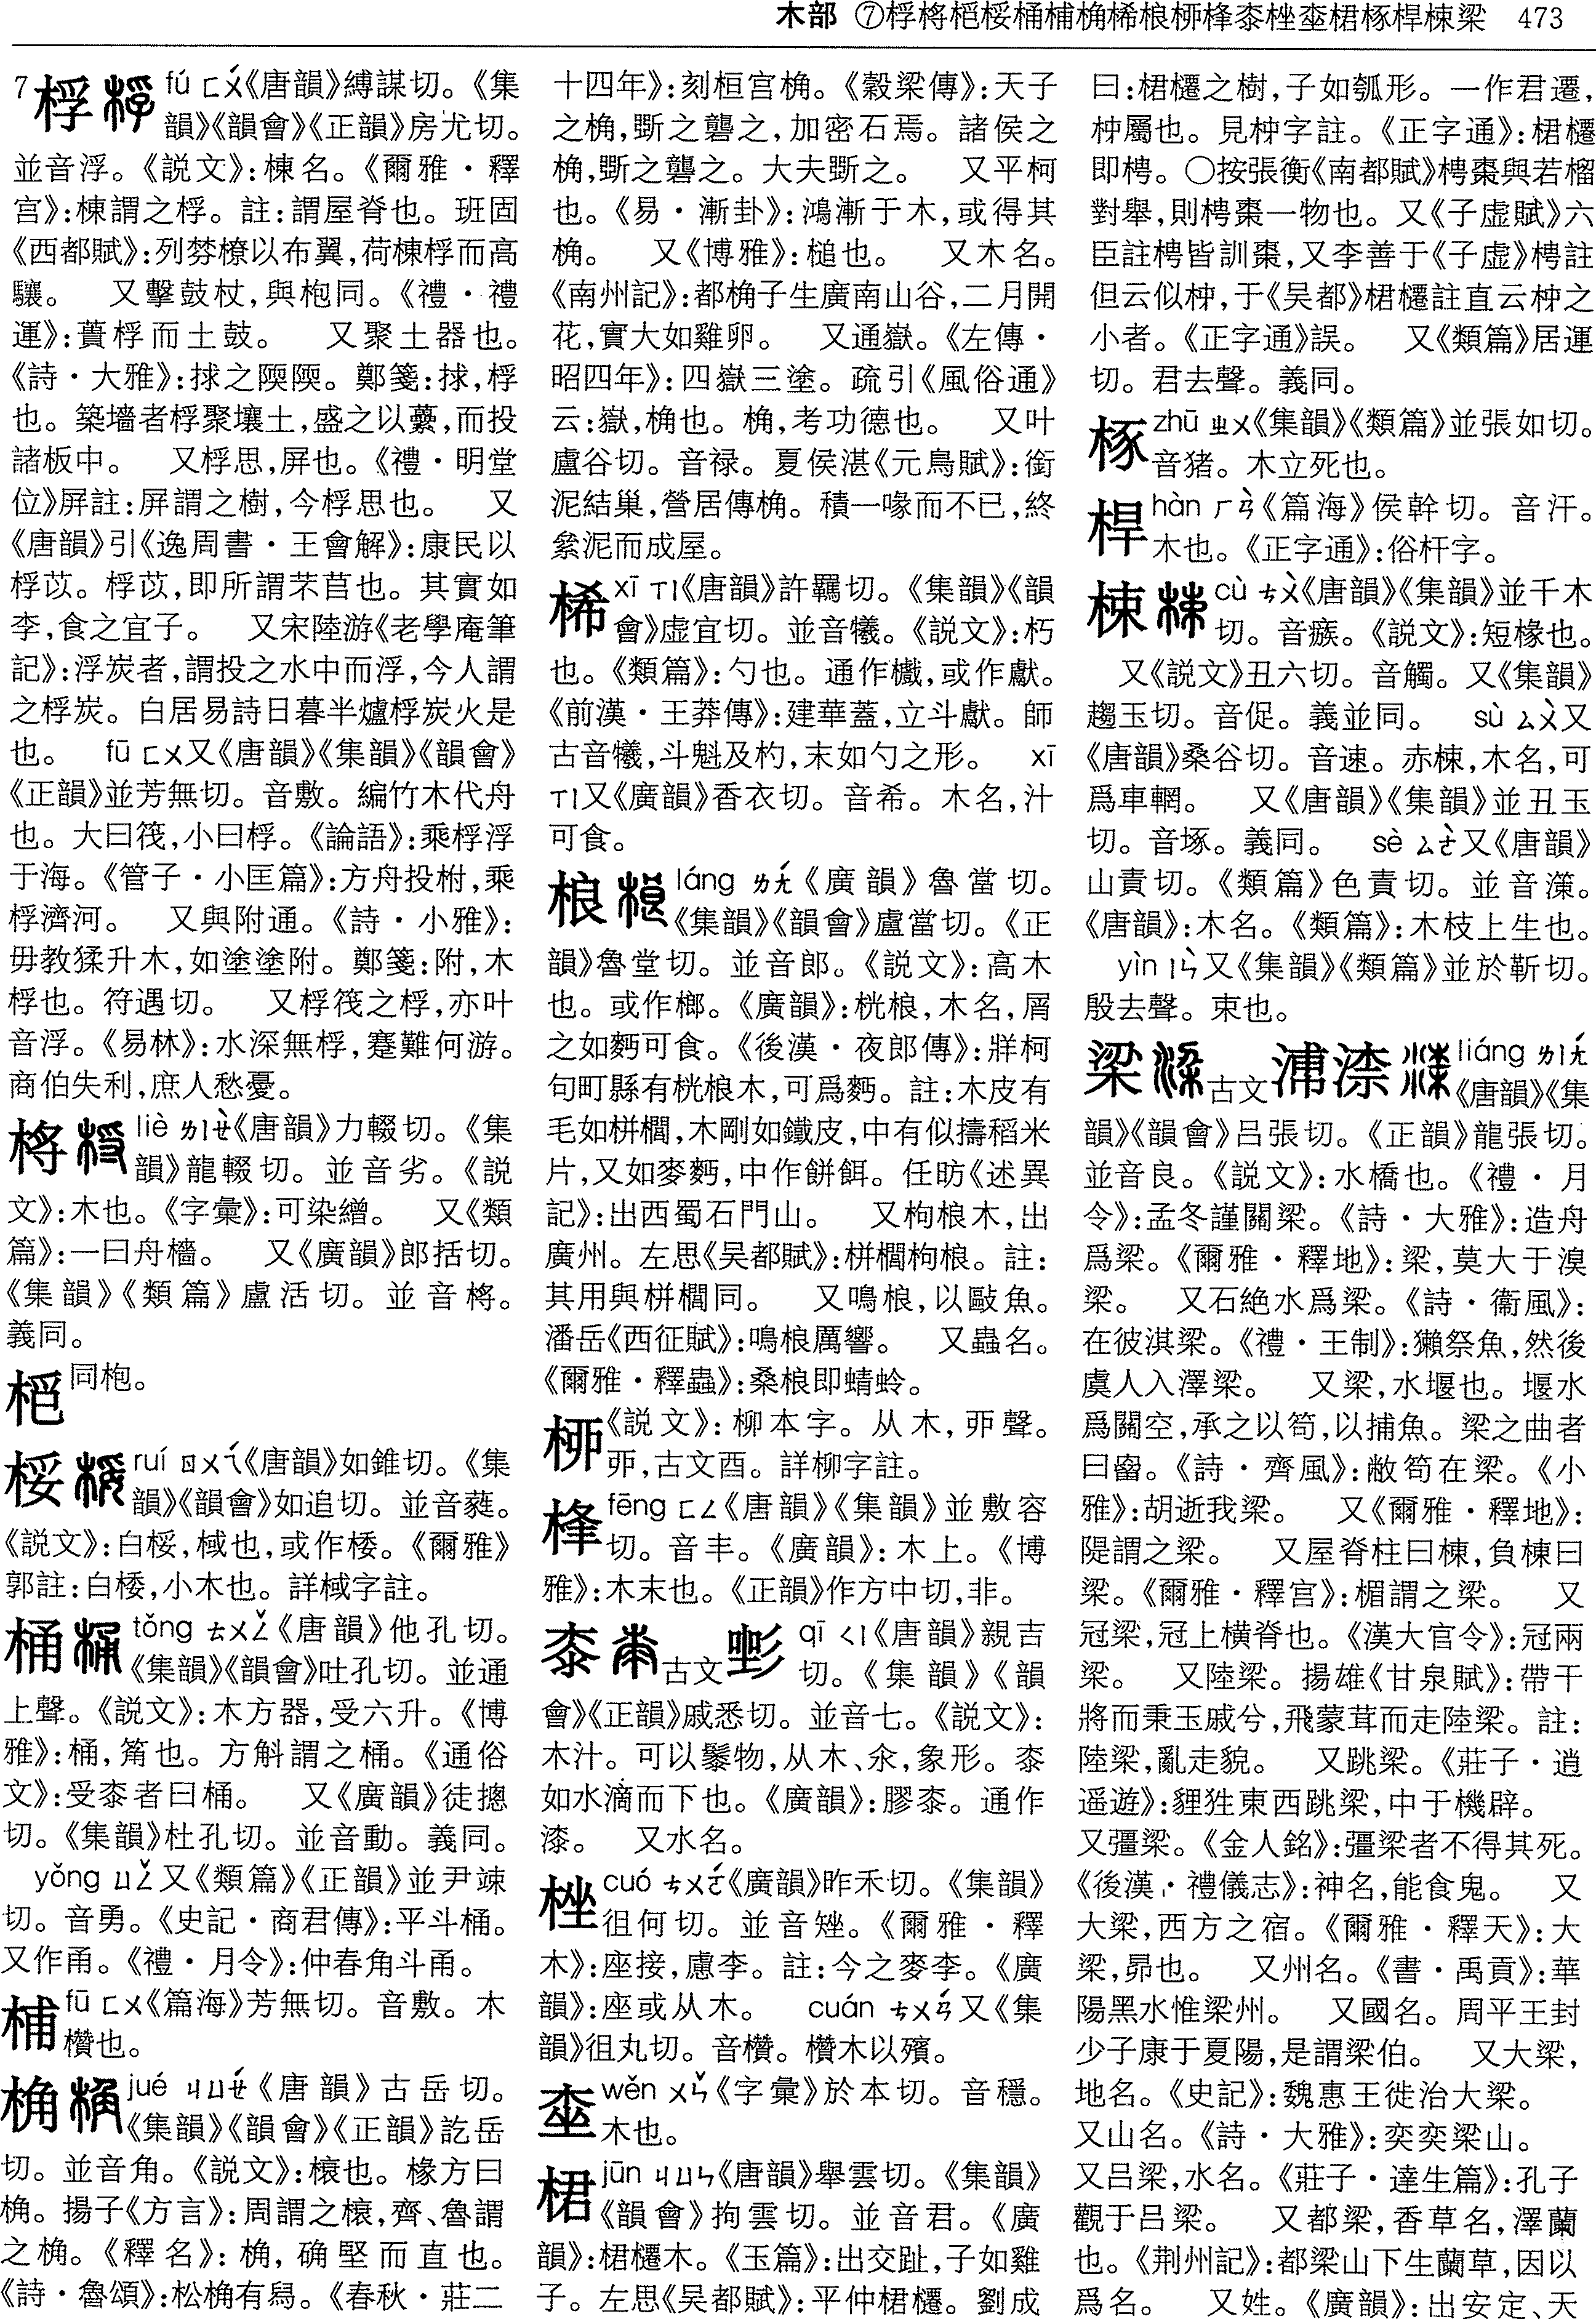 木部 ⑦桴桪梎桵桶㭪桷桸桹桺桻桼桽桽桾椓桿梀梁 473
7 桴 fú ㄈㄨˊ《唐韻》縛謀切。《集
韻》《韻會》《正韻》房尤切。
並音浮。《説文》:棟名。《爾雅・釋
宫》:棟謂之桴。註:謂屋脊也。班固
《西都賦》:列棼橑以布翼,荷棟桴而高
驤。 又擊鼓杖,與枹同。《禮・禮
運》:蕢桴而土鼓。 又聚土器也。
《詩・大雅》:捄之陾陾。鄭箋:捄,桴
也。築墻者桴聚壤土,盛之以虆,而投
諸板中。 又桴思,屏也。《禮・明堂
位》屏註:屏謂之樹,今桴思也。 又
《唐韻》引《逸周書・王會解》:康民以
桴苡。桴苡,即所謂芣苢也。其實如
李,食之宜子。 又宋陸游《老學庵筆
記》:浮炭者,謂投之水中而浮,今人謂
之桴炭。白居易詩日暮半爐桴炭火是
也。 fū ㄈㄨ又《唐韻》《集韻》《韻會》
《正韻》並芳無切。音敷。編竹木代舟
也。大曰筏,小曰桴。《論語》:乘桴浮
于海。《管子・小匡篇》:方舟投柎,乘
桴濟河。 又與附通。《詩・小雅》:
毋教猱升木,如塗塗附。鄭箋:附,木
桴也。符遇切。 又桴筏之桴,亦叶
音浮。《易林》:水深無桴,蹇難何游。
商伯失利,庶人愁憂。
liè ㄌㄧㄝˋ《唐韻》力輟切。《集
韻》龍輟切。並音劣。《説
文》:木也。《字彙》:可染繒。 又《類
篇》:一曰舟檣。 又《廣韻》郎括切。
《集韻》《類篇》盧活切。並音捋。
義同。
同枹。
桵 ruí ㄖㄨㄟˊ《唐韻》如錐切。《集
韻》《韻會》如追切。並音蕤。
《説文》:白桵,棫也,或作㮃。《爾雅》
郭註:白桵,小木也。詳棫字註。
桶 tǒng ㄊㄨㄥˇ《唐韻》他孔切。
《集韻》《韻會》吐孔切。並通
上聲。《説文》:木方器,受六升。《博
雅》:桶,筩也。方斛謂之桶。《通俗
文》:受桼者曰桶。 又《廣韻》徒摠
切。《集韻》杜孔切。並音動。義同。
yǒng ㄩㄥˇ又《類篇》《正韻》並尹竦
切。音勇。《史記・商君傳》:平斗桶。
又作甬。《禮・月令》:仲春角斗甬。
㭪 fū ㄈㄨ《篇海》芳無切。音敷。木
欑也。
桷 jué ㄐㄩㄝˊ《唐韻》古岳切。
《集韻》《韻會》《正韻》訖岳
切。並音角。《説文》:榱也。椽方曰
桷。揚子《方言》:周謂之榱,齊、魯謂
之桷。《釋名》:桷,确堅而直也。
《詩・魯頌》:松桷有舄。《春秋・莊二
十四年》:刻桓宫桷。《穀梁傳》:天子
之桷,斲之礱之,加密石焉。諸侯之
桷,斲之礱之。大夫斲之。 又平柯
也。《易・漸卦》:鴻漸于木,或得其
桷。 又《博雅》:槌也。 又木名。
《南州記》:都桷子生廣南山谷,二月開
花,實大如雞卵。 又通嶽。《左傳・
昭四年》:四嶽三塗。疏引《風俗通》
云:嶽,桷也。桷,考功德也。 又叶
盧谷切。音禄。夏侯湛《元鳥賦》:銜
泥結巢,營居傅桷。積一喙而不已,終
絫泥而成屋。
桸 xī ㄒㄧ《唐韻》許羈切。《集韻》《韻
會》虚宜切。並音犧。《説文》:朽
也。《類篇》:勺也。通作㰕,或作獻。
《前漢・王莽傳》:建華蓋,立斗獻。師
古音犧,斗魁及杓,末如勺之形。 xī
ㄒㄧ又《廣韻》香衣切。音希。木名,汁
可食。
桹 láng ㄌㄤˊ《廣韻》魯當切。
《集韻》《韻會》盧當切。《正
韻》魯堂切。並音郎。《説文》:高木
也。或作榔。《廣韻》:桄桹,木名,屑
之如麪可食。《後漢・夜郎傳》:牂柯
句町縣有桄桹木,可爲麪。註:木皮有
毛如栟櫚,木剛如鐵皮,中有似擣稻米
片,又如麥麪,中作餅餌。任昉《述異
記》:出西蜀石門山。 又枸桹木,出
廣州。左思《吴都賦》:栟櫚枸桹。註:
其用與栟櫚同。 又鳴桹,以毆魚。
潘岳《西征賦》:鳴桹厲響。 又蟲名。
《爾雅・釋蟲》:桑桹即蜻蛉。
桺 《説文》:柳本字。从木,丣聲。
丣,古文酉。詳柳字註。
桻 fēng ㄈㄥ《唐韻》《集韻》並敷容
切。音丰。《廣韻》:木上。《博
雅》:木末也。《正韻》作方中切,非。
桼 古文 qī ㄑㄧ《唐韻》親吉
切。《集韻》《韻
會》《正韻》戚悉切。並音七。《説文》:
木汁。可以䰍物,从木、氽,象形。桼
如水滴而下也。《廣韻》:膠桼。通作
漆。 又水名。
桽 cuó ㄘㄨㄛˊ《廣韻》昨禾切。《集韻》
徂何切。並音矬。《爾雅・釋
木》:座接,慮李。註:今之麥李。《廣
韻》:座或从木。 cuán ㄘㄨㄢˊ又《集
韻》徂丸切。音欑。欑木以殯。
wěn ㄨㄣˇ《字彙》於本切。音穩。
木也。
桾 jūn ㄐㄩㄣ《唐韻》舉雲切。《集韻》
《韻會》拘雲切。並音君。《廣
韻》:桾櫏木。《玉篇》:出交趾,子如雞
子。左思《吴都賦》:平仲桾櫏。劉成
曰:桾櫏之樹,子如瓠形。一作君遷,
㭕屬也。見㭕字註。《正字通》:桾櫏
即梬。〇按張衡《南都賦》梬棗與若榴
對舉,則梬棗一物也。又《子虚賦》六
臣註梬皆訓棗,又李善于《子虚》梬註
但云似㭕,于《吴都》桾櫏註直云㭕之
小者。《正字通》誤。 又《類篇》居運
切。君去聲。義同。
椓 zhū ㄓㄨ《集韻》《類篇》並張如切。
音猪。木立死也。
桿 hàn ㄏㄢˋ《篇海》侯幹切。音汗。
木也。《正字通》:俗杆字。
梀 cù ㄘㄨˋ《唐韻》《集韻》並千木
切。音瘯。《説文》:短椽也。
又《説文》丑六切。音觸。又《集韻》
趨玉切。音促。義並同。 sù ㄙㄨˋ又
《唐韻》桑谷切。音速。赤梀,木名,可
爲車輞。 又《唐韻》《集韻》並丑玉
切。音瘃。義同。 sè ㄙㄜˋ又《唐韻》
山責切。《類篇》色責切。並音溹。
《唐韻》:木名。《類篇》:木枝上生也。
yìn ㄧㄣˋ又《集韻》《類篇》並於靳切。
殷去聲。束也。
梁 古文 liáng ㄌㄧㄤˊ
《唐韻》《集
韻》《韻會》吕張切。《正韻》龍張切。
並音良。《説文》:水橋也。《禮・月
令》:孟冬謹關梁。《詩・大雅》:造舟
爲梁。《爾雅・釋地》:梁,莫大于湨
梁。 又石絶水爲梁。《詩・衞風》:
在彼淇梁。《禮・王制》:獺祭魚,然後
虞人入澤梁。 又梁,水堰也。堰水
爲關空,承之以笱,以捕魚。梁之曲者
曰罶。《詩・齊風》:敝笱在梁。《小
雅》:胡逝我梁。 又《爾雅・釋地》:
隄謂之梁。 又屋脊柱曰棟,負棟曰
梁。《爾雅・釋宫》:楣謂之梁。 又
冠梁,冠上横脊也。《漢大官令》:冠兩
梁。 又陸梁。揚雄《甘泉賦》:帶干
將而秉玉戚兮,飛蒙茸而走陸梁。註:
陸梁,亂走貌。 又跳梁。《莊子・逍
遥遊》:貍狌東西跳梁,中于機辟。
又彊梁。《金人銘》:彊梁者不得其死。
《後漢・禮儀志》:神名,能食鬼。 又
大梁,西方之宿。《爾雅・釋天》:大
梁,昴也。 又州名。《書・禹貢》:華
陽黑水惟梁州。 又國名。周平王封
少子康于夏陽,是謂梁伯。 又大梁,
地名。《史記》:魏惠王徙治大梁。
又山名。《詩・大雅》:奕奕梁山。
又吕梁,水名。《莊子・達生篇》:孔子
觀于吕梁。 又都梁,香草名,澤蘭
也。《荆州記》:都梁山下生蘭草,因以
爲名。 又姓。《廣韻》:出安定、天